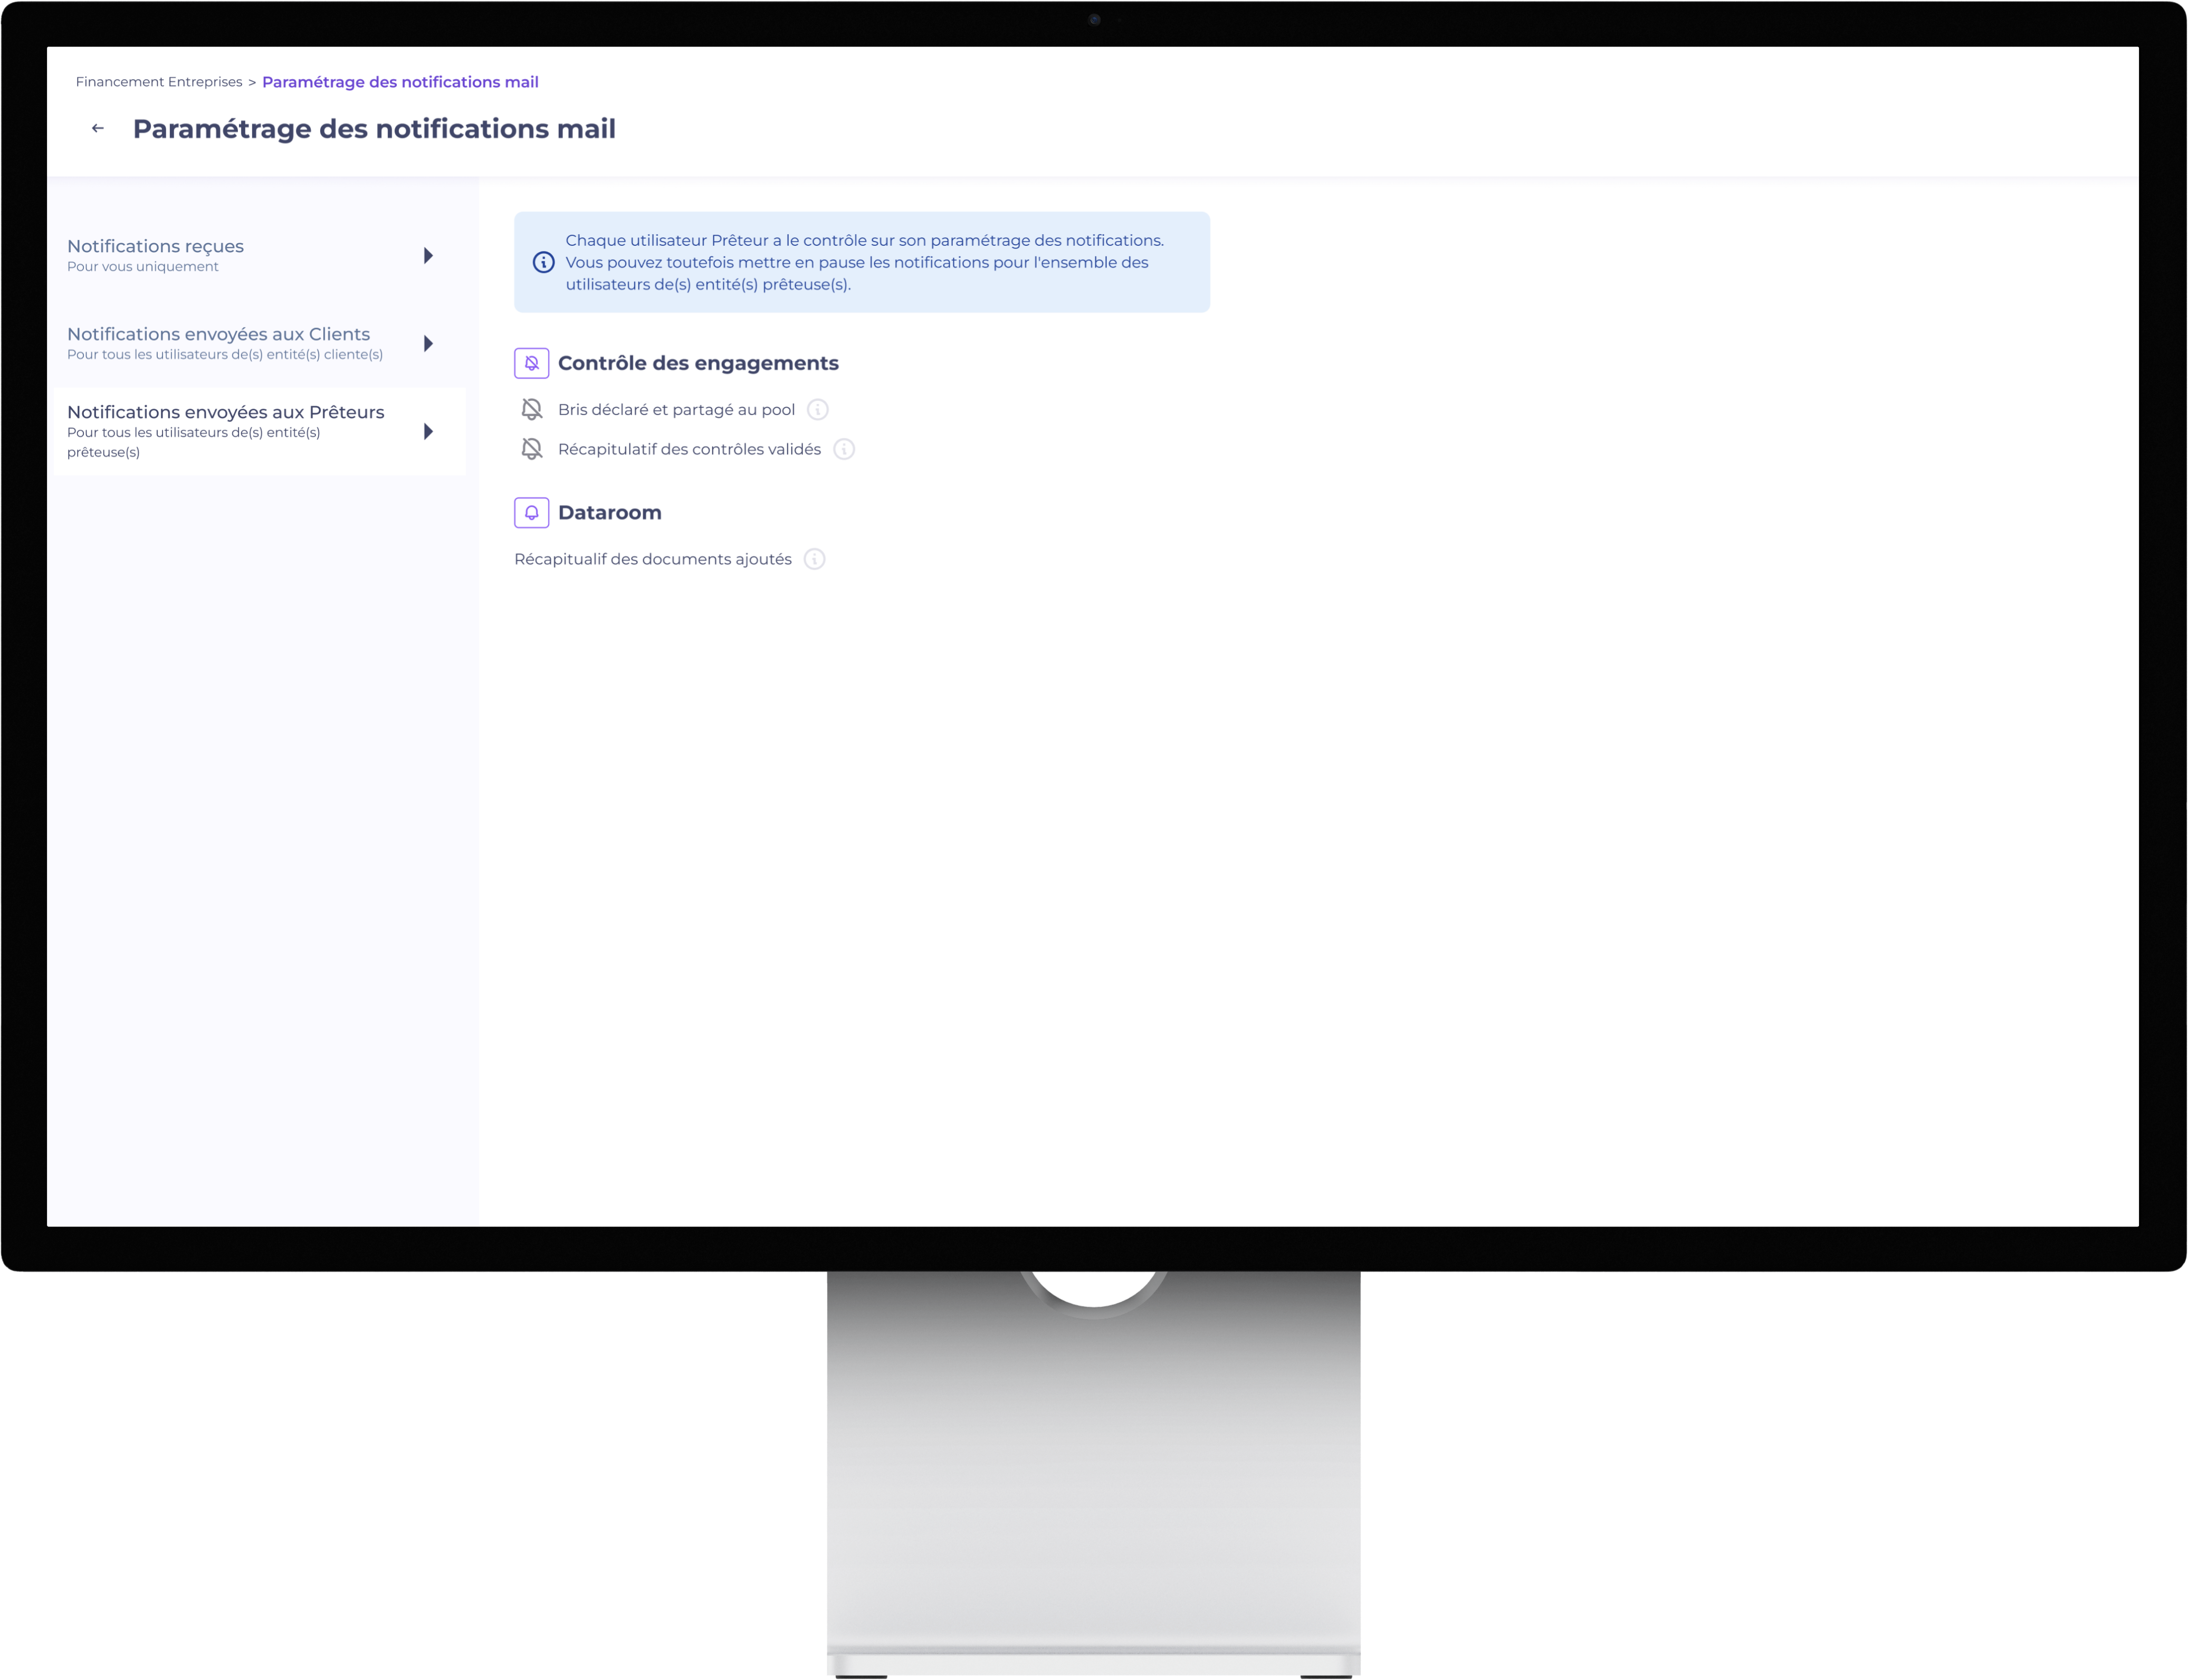 Financement Entreprises > Paramétrage des notifications mail
← Paramétrage des notifications mail
Notifications reçues
Pour vous uniquement
Notifications envoyées aux Clients
Pour tous les utilisateurs de(s) entité(s) cliente(s)
Notifications envoyées aux Prêteurs
Pour tous les utilisateurs de(s) entité(s)
prêteuse(s)
Chaque utilisateur Prêteur a le contrôle sur son paramétrage des notifications.
Vous pouvez toutefois mettre en pause les notifications pour l'ensemble des
utilisateurs de(s) entité(s) prêteuse(s).
Contrôle des engagements
Bris déclaré et partagé au pool
Récapitulatif des contrôles validés
Dataroom
Récapitualif des documents ajoutés